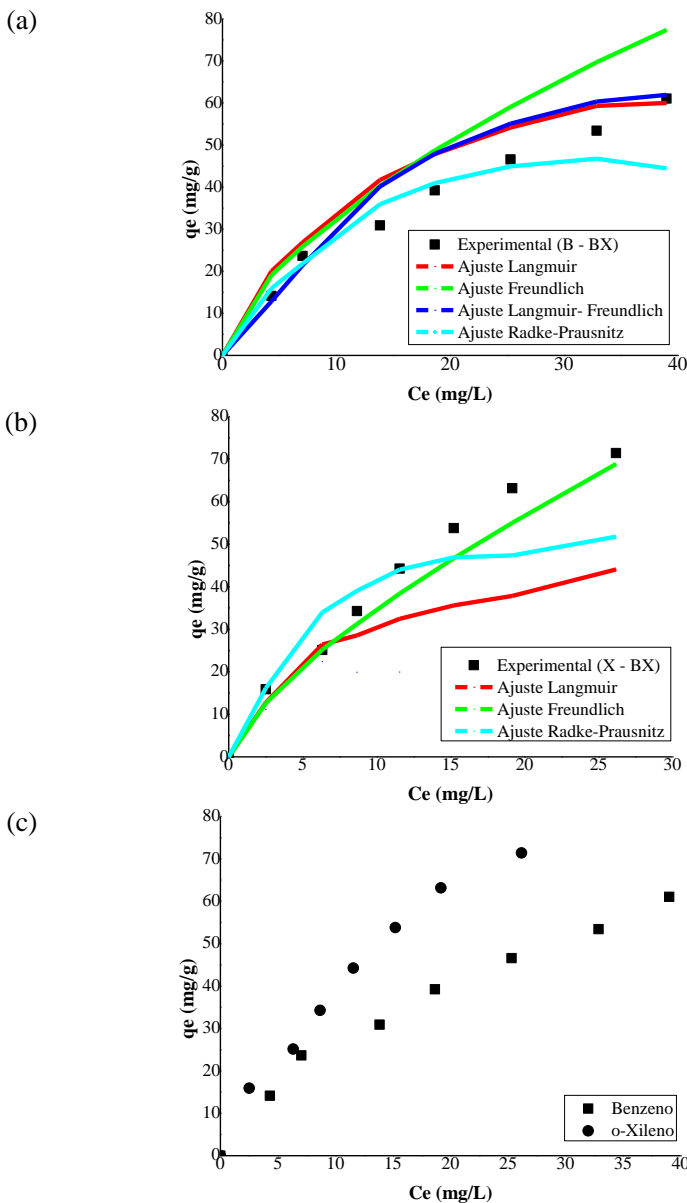 (a)
80
70
60
50
40
30
20
10
0
qe (mg/g)
Experimental (B - BX)
Ajuste Langmuir
Ajuste Freundlich
Ajuste Langmuir- Freundlich
Ajuste Radke-Prausnitz
10
20
30
40
Ce (mg/L)
(b)
80
70
60
50
40
30
20
10
0
qe (mg/g)
Experimental (X - BX)
Ajuste Langmuir
Ajuste Freundlich
Ajuste Radke-Prausnitz
0
5
10
15
20
25
30
Ce (mg/L)
(c)
80
70
60
50
40
30
20
10
0
qe (mg/g)
Benzeno
o-Xileno
5
10
15
20
25
30
35
40
Ce (mg/L)